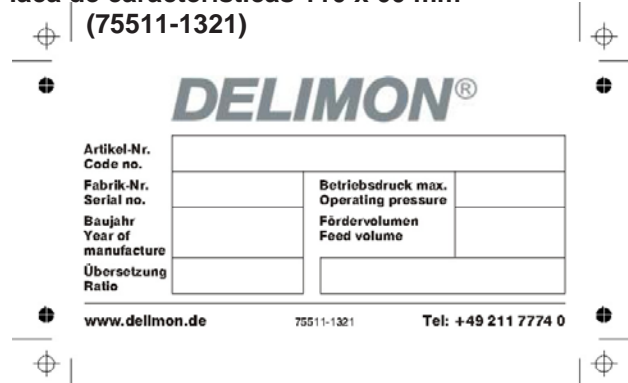 (75511-1321)
DELIMON®
Artikel-Nr.
Code no.
Fabrik-Nr.
Serial no.
Betriebsdruck max.
Operating pressure
Baujahr
Year of
manufacture
Fördervolumen
Feed volume
Übersetzung
Ratio
www.delimon.de
75511-1321
Tel: +49 211 7774 0